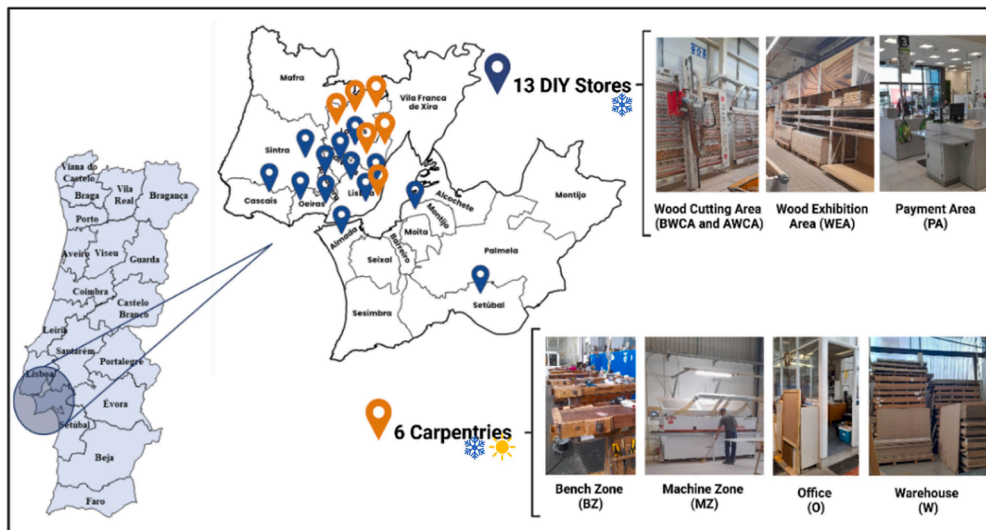 Mafra
Vila Franca
de Xira
Sintra
Cascais
Oeiras
Lisboa
Almada
Alcochete
Montijo
Montijo
Moita
Barreiro
Seixal
Palmela
Sesimbra
Setúbal
13 DIY Stores
Wood Cutting Area
(BWCA and AWCA)
Wood Exhibition
Area (WEA)
Payment Area
(PA)
Viana do
Castelo
Braga
Vila
Real
Bragança
Porto
Aveiro
Viseu
Guarda
Coimbra
Castelo
Branco
Leiria
Santarém
Portalegre
Lisboa
Évora
Setúbal
Beja
Faro
6 Carpentries
Bench Zone
(BZ)
Machine Zone
(MZ)
Office
(O)
Warehouse
(W)